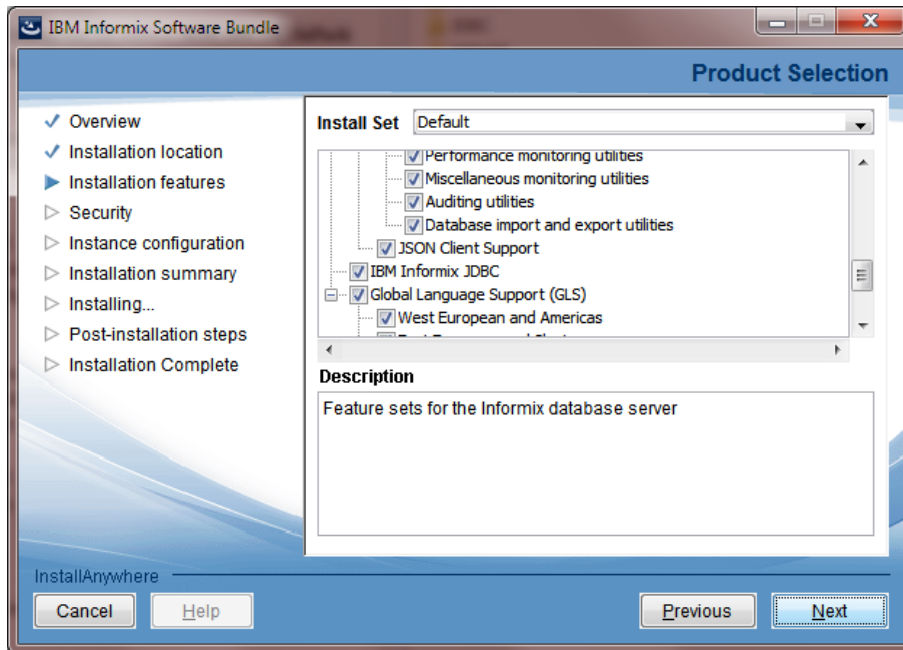 IBM Informix Software Bundle
Product Selection
Overview
Installation location
Installation features
Security
Instance configuration
Installation summary
Installing...
Post-installation steps
Installation Complete
Install Set Default
Performance monitoring utilities
Miscellaneous monitoring utilities
Auditing utilities
Database import and export utilities
JSON Client Support
IBM Informix JDBC
Global Language Support (GLS)
West European and Americas
Description
Feature sets for the Informix database server
InstallAnywhere
Cancel Help Previous Next